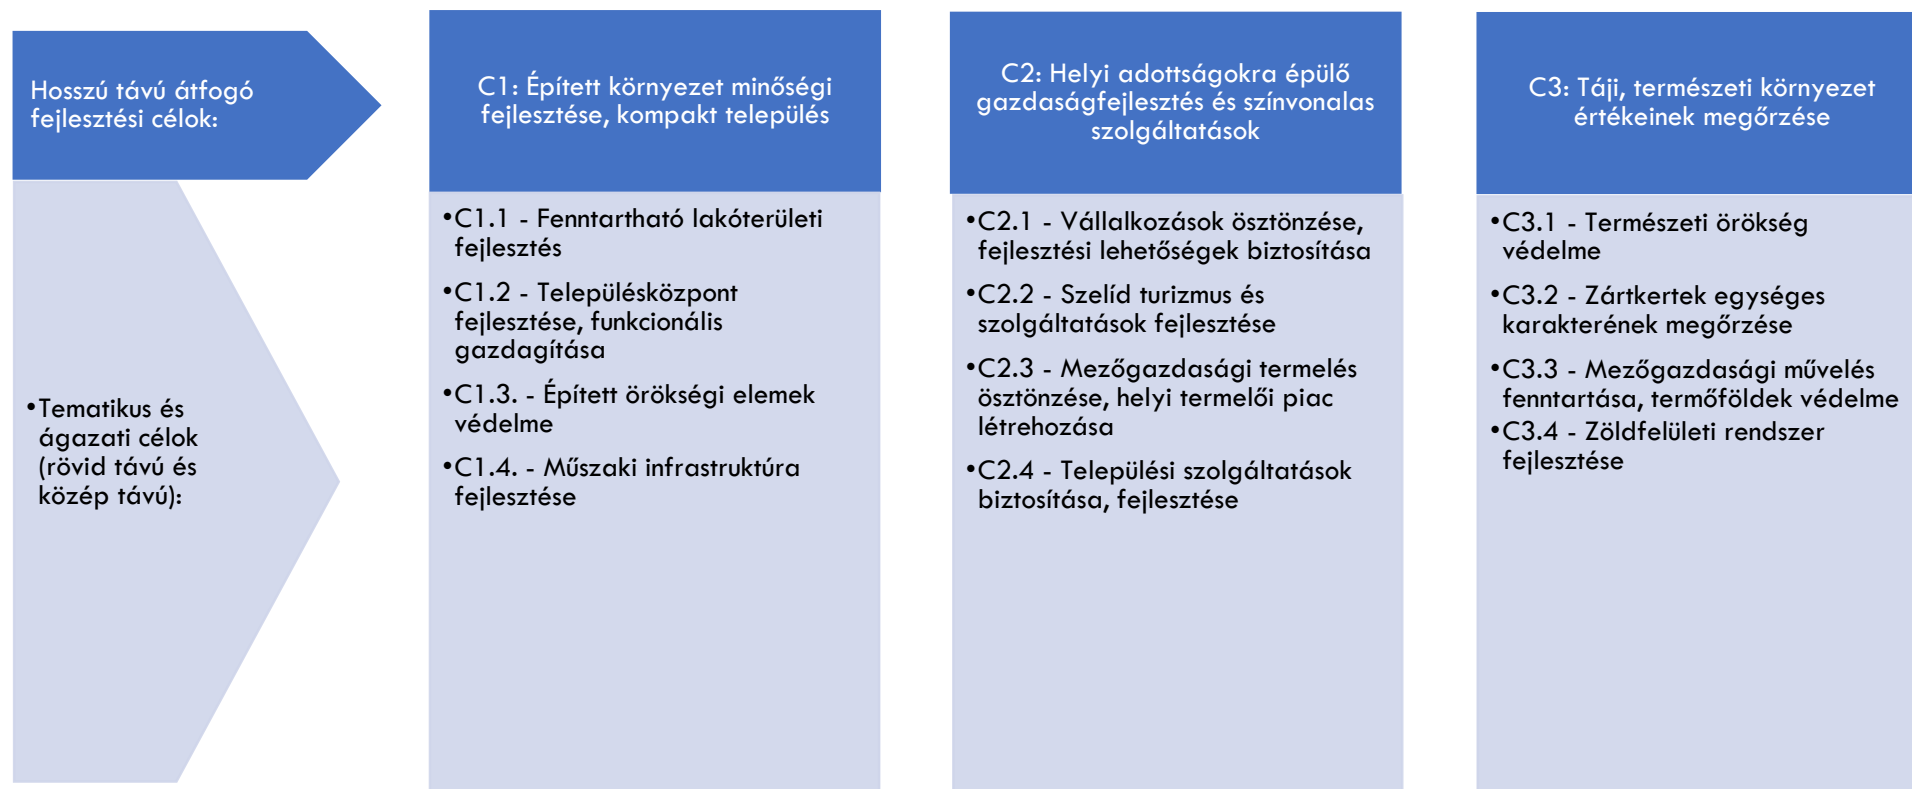 Hosszú távú átfogó
fejlesztési célok:
C1: Épített környezet minőségi
fejlesztése, kompakt település
C2: Helyi adottságokra épülő
gazdaságfejlesztés és színvonalas
szolgáltatások
C3: Táji, természeti környezet
értékeinek megőrzése
•Tematikus és
ágazati célok
(rövid távú és
közép távú):
•C1.1 - Fenntartható lakóterületi
fejlesztés
•C1.2 - Településközpont
fejlesztése, funkcionális
gazdagítása
•C1.3. - Épített örökségi elemek
védelme
•C1.4. - Műszaki infrastruktúra
fejlesztése
•C2.1 - Vállalkozások ösztönzése,
fejlesztési lehetőségek biztosítása
•C2.2 - Szelíd turizmus és
szolgáltatások fejlesztése
•C2.3 - Mezőgazdasági termelés
ösztönzése, helyi termelői piac
létrehozása
•C2.4 - Települési szolgáltatások
biztosítása, fejlesztése
•C3.1 - Természeti örökség
védelme
•C3.2 - Zártkertek egységes
karakterének megőrzése
•C3.3 - Mezőgazdasági művelés
fenntartása, termőföldek védelme
•C3.4 - Zöldfelületi rendszer
fejlesztése